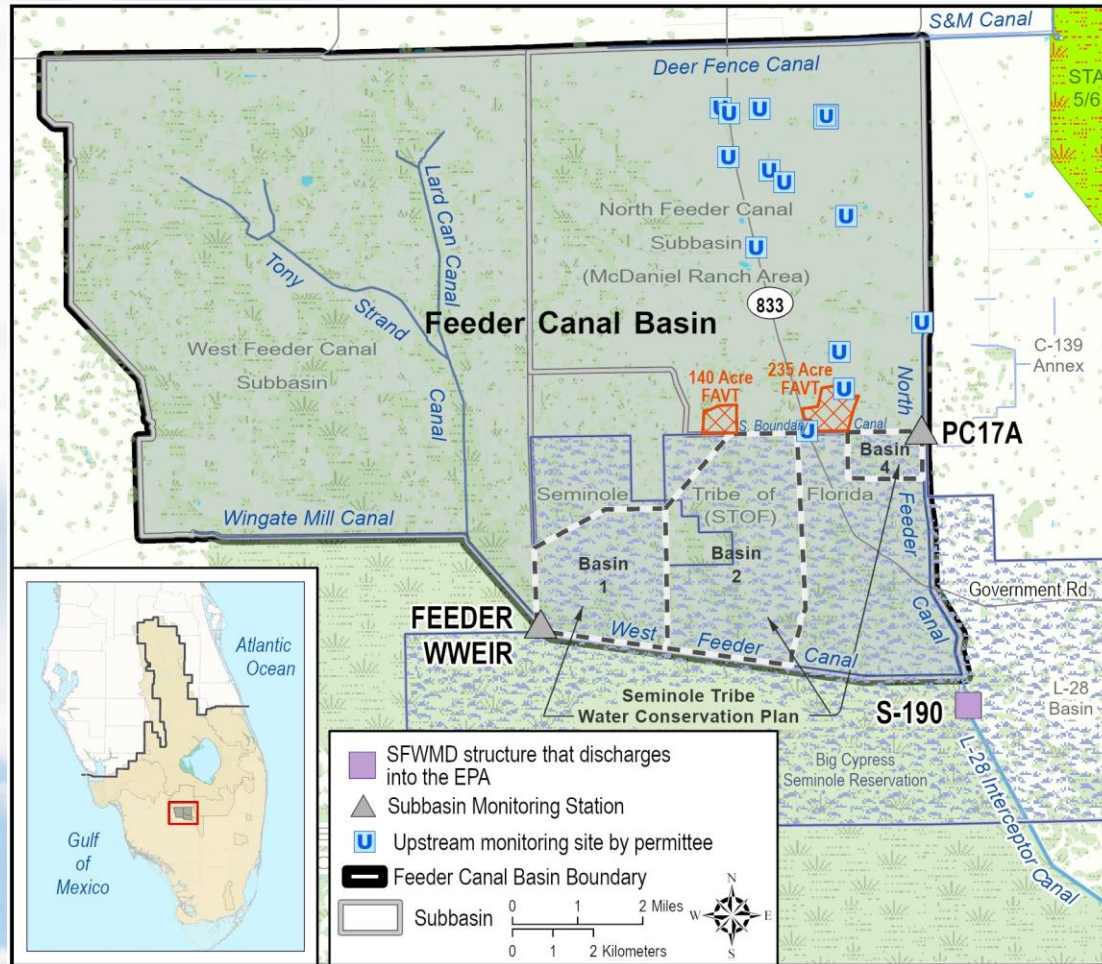 S&M Canal
Deer Fence Canal
STA
5/6
U
U
U
U
U
U
U
U
U
Lard Can Canal
North Feeder Canal
Subbasin
(McDaniel Ranch Area)
Tony
Strand
Canal
833
Feeder Canal Basin
West Feeder Canal
Subbasin
U
C-139
Annex
U
U
140 Acre
FAVT
235 Acre
FAVT
S. Boundary
U
Canal
North
Feeder
Canal
PC17A
Basin
4
Seminole
Tribe of
Florida
(STOF)
Wingate Mill Canal
Basin
1
Basin
2
Government Rd.
FEEDER
WWEIR
West
Feeder
Canal
Seminole Tribe
Water Conservation Plan
S-190
L-28
Basin
Big Cypress
Seminole Reservation
L-28 Interceptor Canal
Atlantic
Ocean
Gulf
of
Mexico
SFWMD structure that discharges
into the EPA
Subbasin Monitoring Station
U Upstream monitoring site by permittee
Feeder Canal Basin Boundary
Subbasin
0 1 2 Miles
0 1 2 Kilometers
N
W E
S